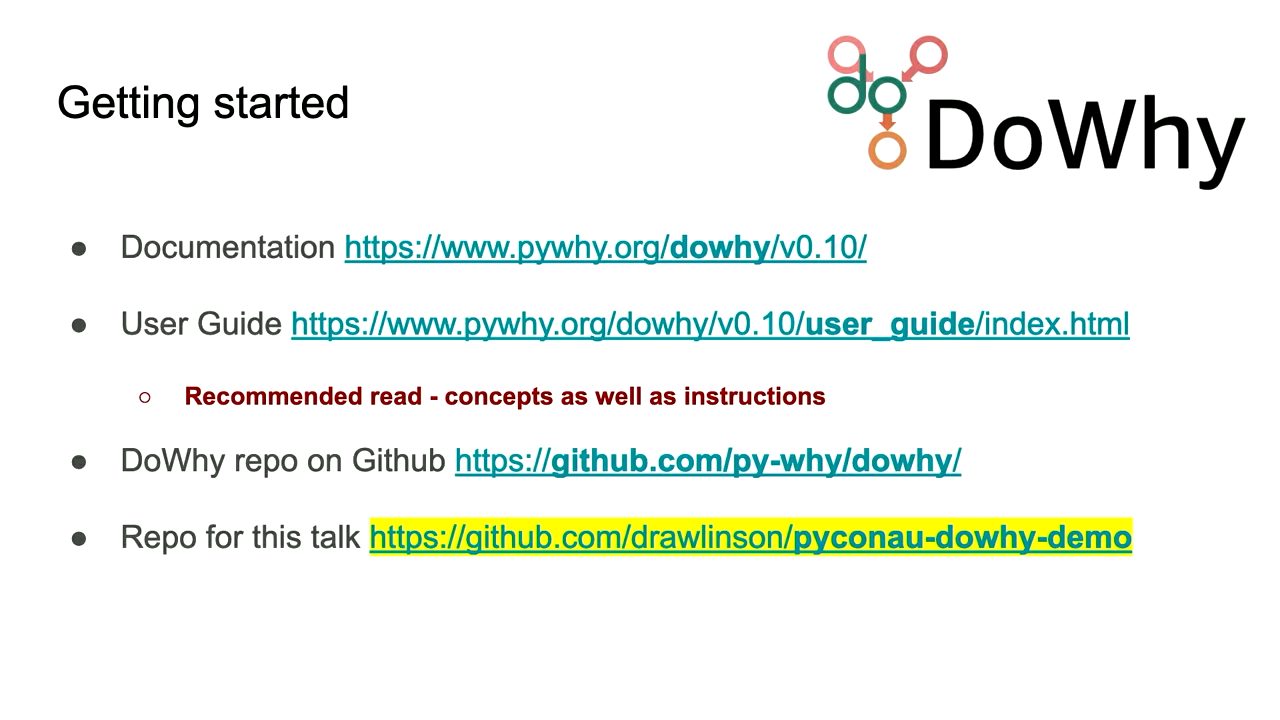 Getting started
do
DoWhy
● Documentation https://www.pywhy.org/dowhy/v0.10/
● User Guide https://www.pywhy.org/dowhy/v0.10/user_guide/index.html
○ Recommended read - concepts as well as instructions
● DoWhy repo on Github https://github.com/py-why/dowhy/
● Repo for this talk https://github.com/drawlinson/pyconau-dowhy-demo